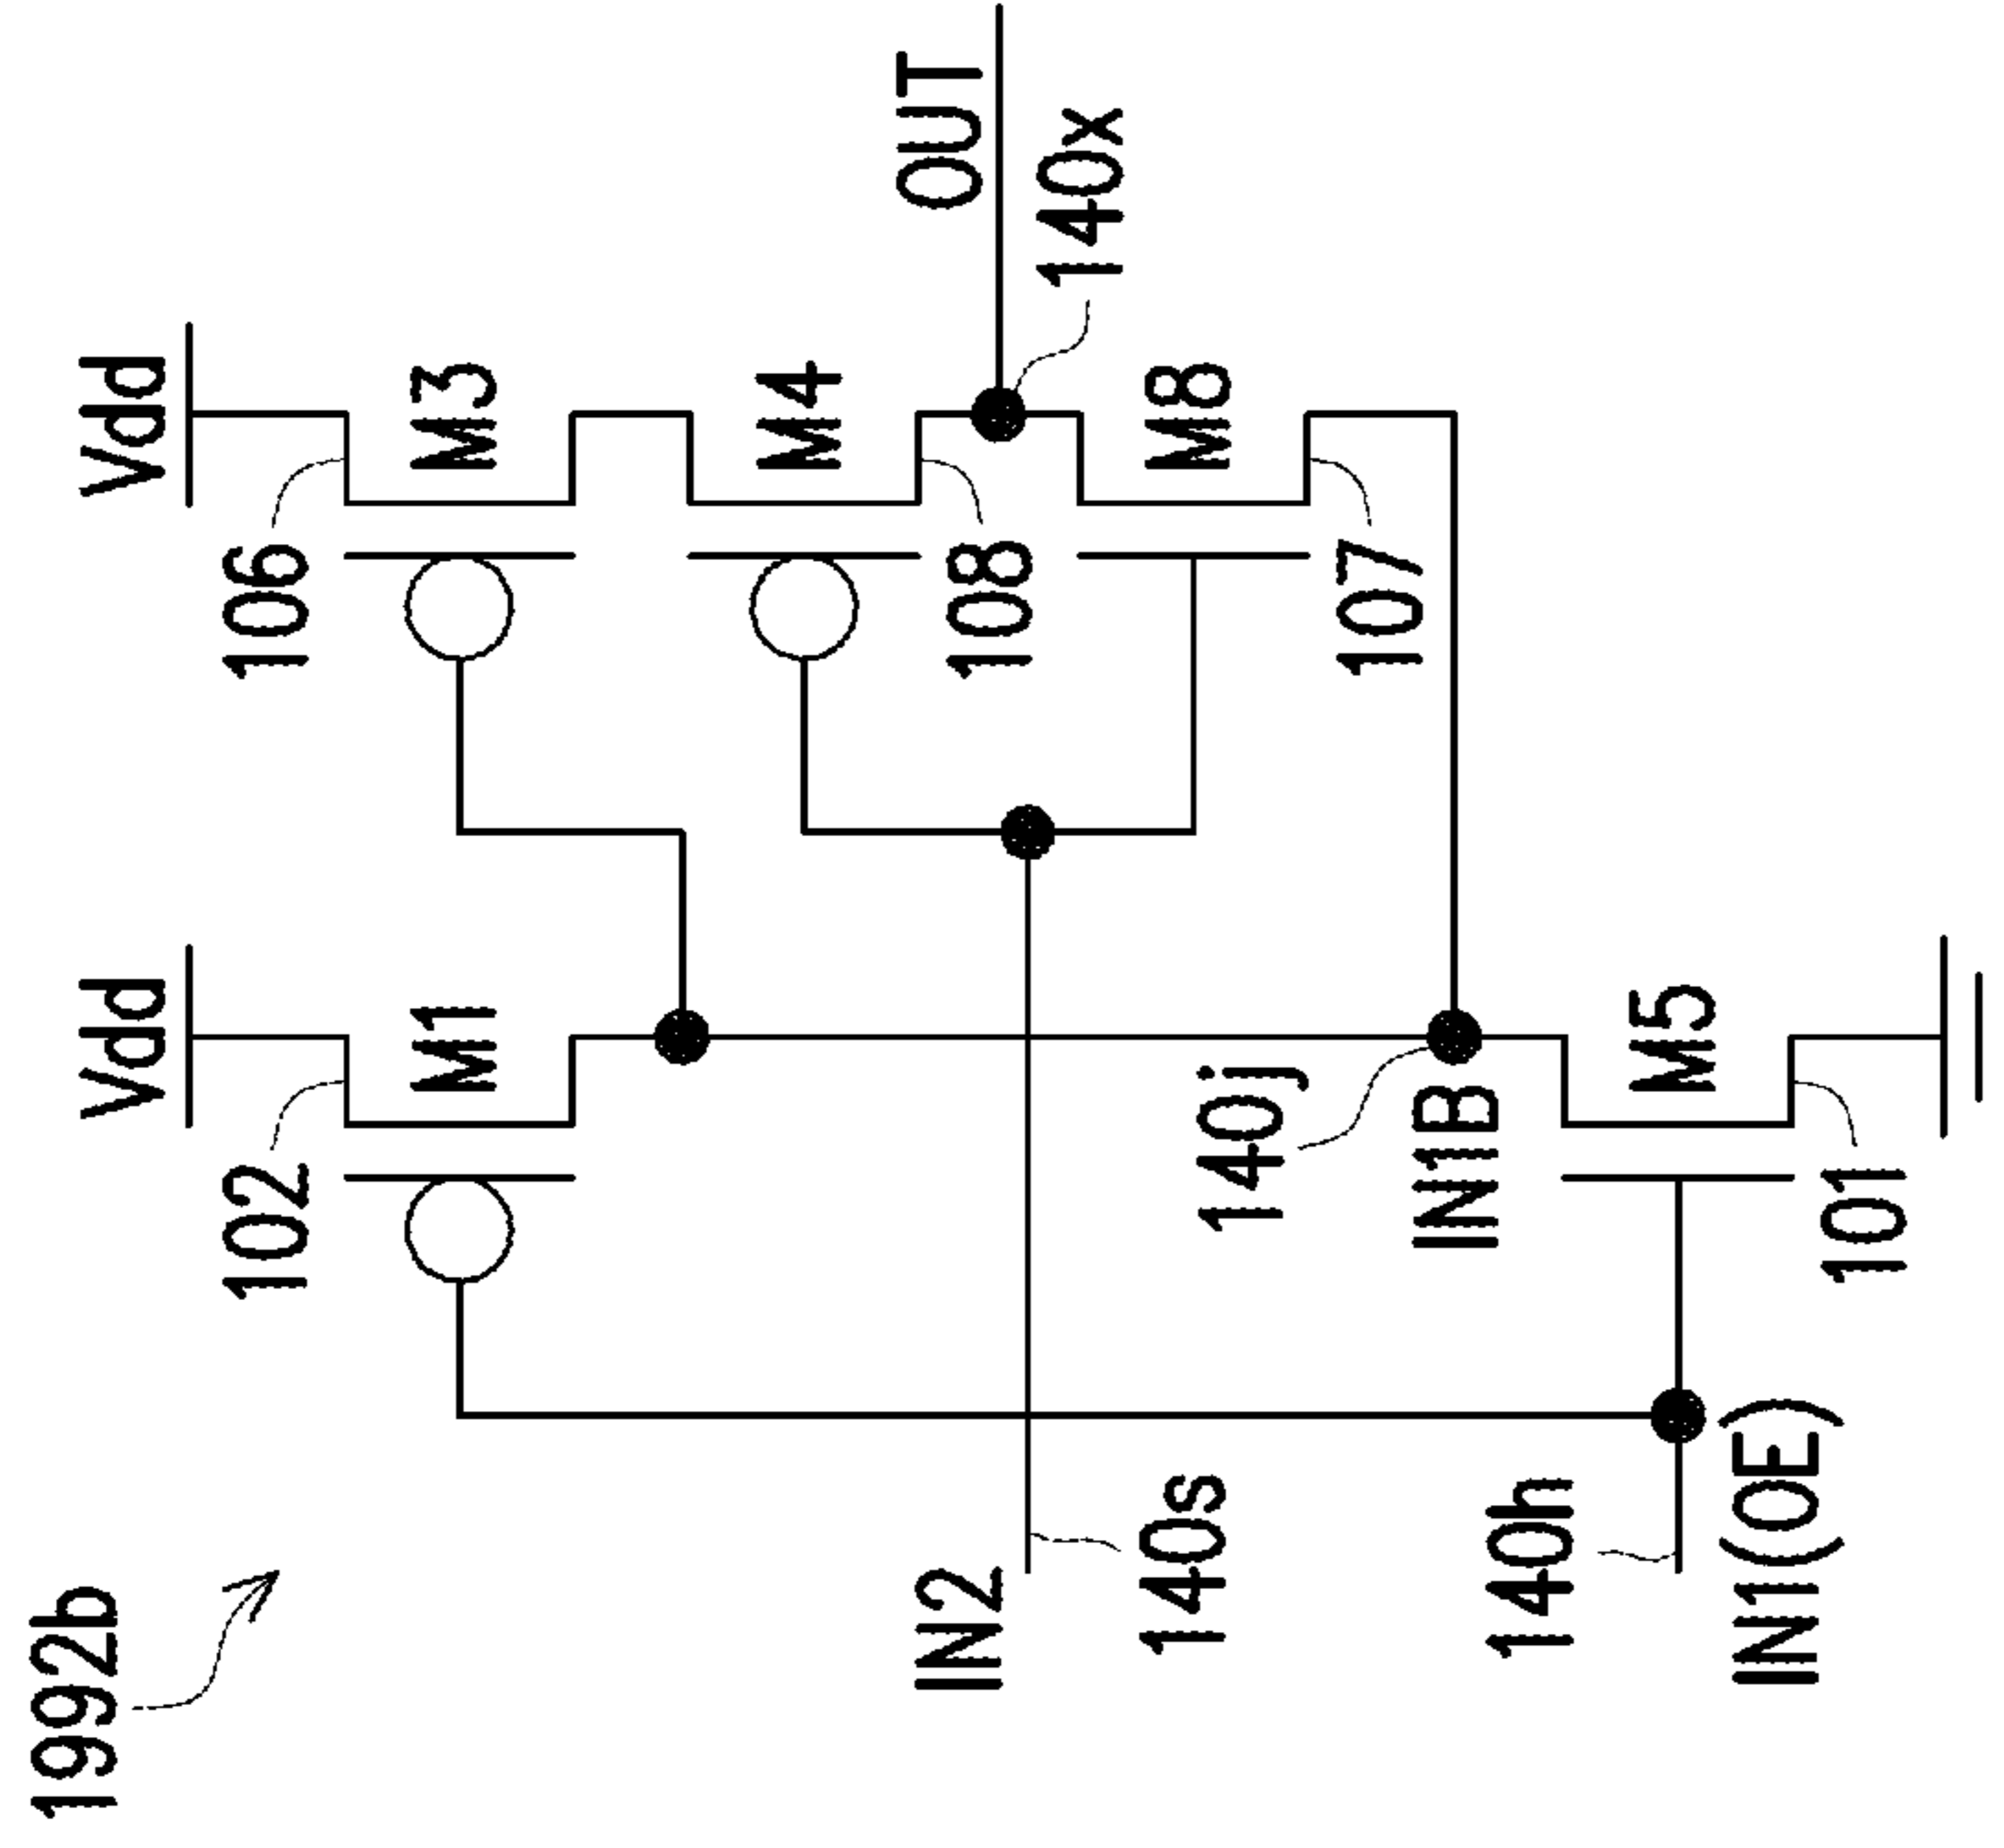 1992b
Vdd
Vdd
102
M1
106
M3
M4
108
OUT
140x
M8
107
IN2
140s
140j
IN1B
140h
IN1(OE)
M5
101